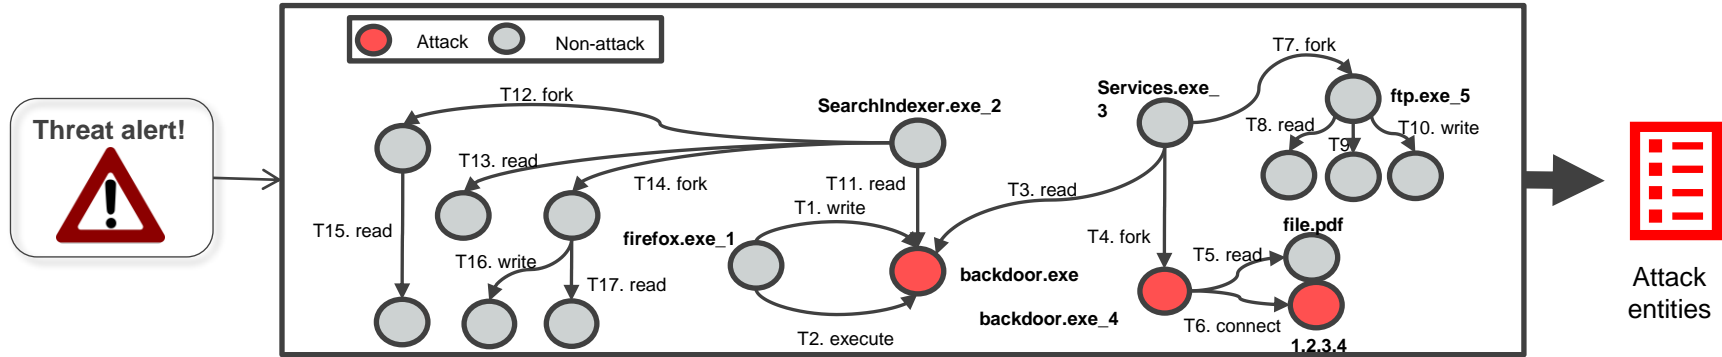 Threat alert!
Attack
Non-attack
T12. fork
SearchIndexer.exe_2
Services.exe_
3
T7. fork
ftp.exe_5
T8. read
T9
T10. write
T13. read
T14. fork
T11. read
T3. read
T1. write
T15. read
firefox.exe_1
T16. write
T17. read
backdoor.exe
T2. execute
T4. fork
file.pdf
T5. read
backdoor.exe_4
T6. connect
1.2.3.4
Attack
entities